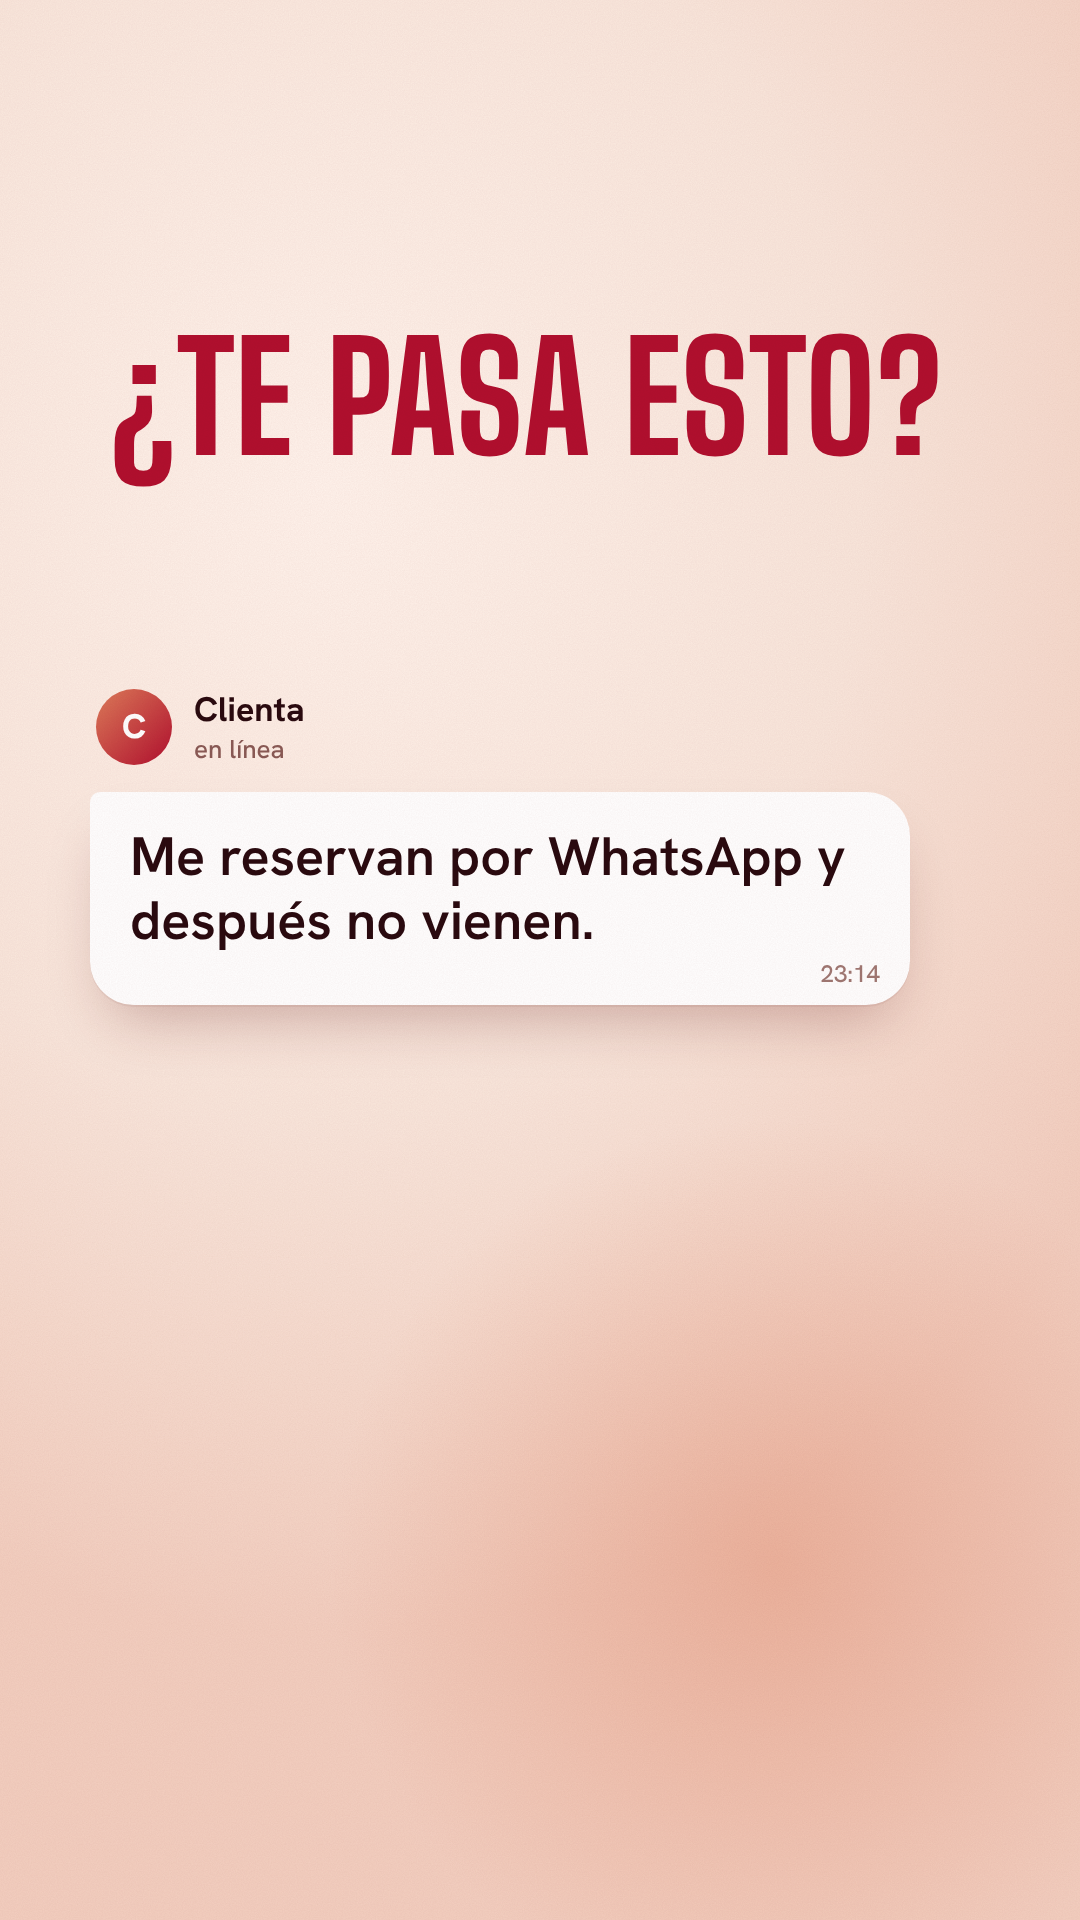 ¿TE PASA ESTO?
C
Clienta
en línea
Me reservan por WhatsApp y
después no vienen.
23:14